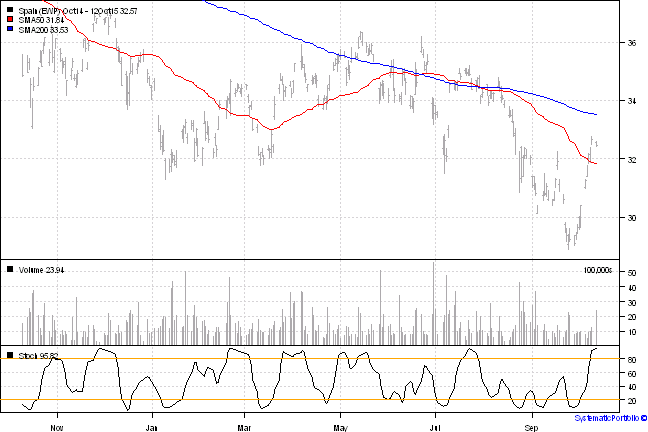 Spain (EWP) Oct14 - 12Oct15 32.57
SMA50 31.84
SMA200 33.53
36
34
32
30
Volume 23.94
100,000s
50
40
30
20
10
Stoch 95.82
80
60
40
20
Nov
Jan
Mar
May
Jul
Sep
SystematicPortfolio ©